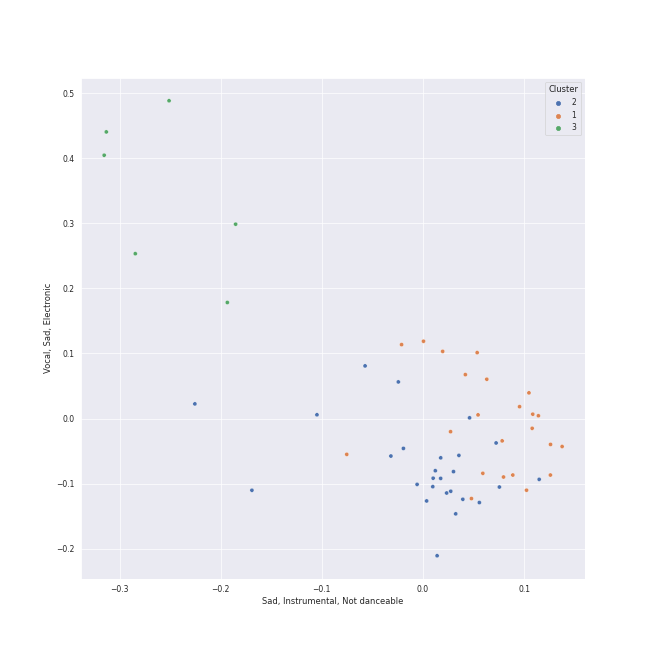 Cluster
2
1
3
0.5
0.4
0.3
0.2
0.1
0.0
−0.1
−0.2
Vocal, Sad, Electronic
−0.3 −0.2 −0.1 0.0 0.1
Sad, Instrumental, Not danceable